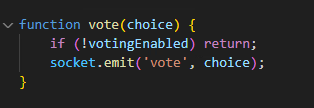 function vote(choice) {
    if (!votingEnabled) return;
    socket.emit('vote', choice);
}